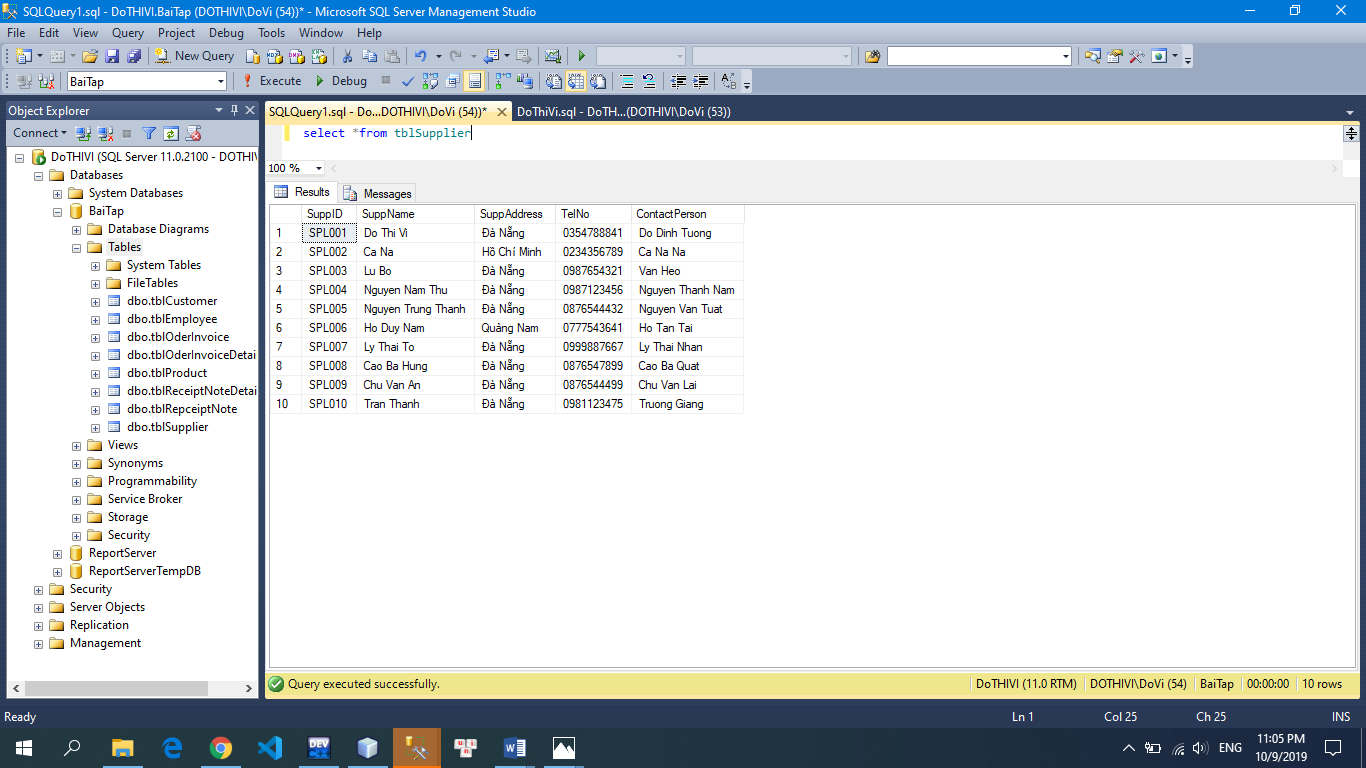 SQLQuery1.sql - DoTHIVI.BaiTap (DOTHIVI\DoVi (54))* - Microsoft SQL Server Management Studio
File Edit View Query Project Debug Tools Window Help
New Query
BaiTap Execute Debug
Object Explorer
Connect
DoTHIVI (SQL Server 11.0.2100 - DOTHIVI
Databases
System Databases
BaiTap
Database Diagrams
Tables
System Tables
FileTables
dbo.tblCustomer
dbo.tblEmployee
dbo.tblOderInvoice
dbo.tblOderInvoiceDetai
dbo.tblProduct
dbo.tblReceiptNoteDetai
dbo.tblRepceiptNote
dbo.tblSupplier
Views
Synonyms
Programmability
Service Broker
Storage
Security
ReportServer
ReportServerTempDB
Security
Server Objects
Replication
Management
SQLQuery1.sql - Do...DOTHIVI\DoVi (54))* DoThiVi.sql - DoTH...(DOTHIVI\DoVi (53))
select *from tblSupplier
100 %
Results Messages
SuppID SuppName SuppAddress TelNo ContactPerson
1 SPL001 Do Thi Vi Đà Nẵng 0354788841 Do Dinh Tuong
2 SPL002 Ca Na Hồ Chí Minh 0234356789 Ca Na Na
3 SPL003 Lu Bo Đà Nẵng 0987654321 Van Heo
4 SPL004 Nguyen Nam Thu Đà Nẵng 0987123456 Nguyen Thanh Nam
5 SPL005 Nguyen Trung Thanh Đà Nẵng 0876544432 Nguyen Van Tuat
6 SPL006 Ho Duy Nam Quảng Nam 0777543641 Ho Tan Tai
7 SPL007 Ly Thai To Đà Nẵng 0999887667 Ly Thai Nhan
8 SPL008 Cao Ba Hung Đà Nẵng 0876547899 Cao Ba Quat
9 SPL009 Chu Van An Đà Nẵng 0876544499 Chu Van Lai
10 SPL010 Tran Thanh Đà Nẵng 0981123475 Truong Giang
Query executed successfully. DoTHIVI (11.0 RTM) DOTHIVI\DoVi (54) BaiTap 00:00:00 10 rows
Ready Ln 1 Col 25 Ch 25 INS
DEV
ENG
11:05 PM
10/9/2019